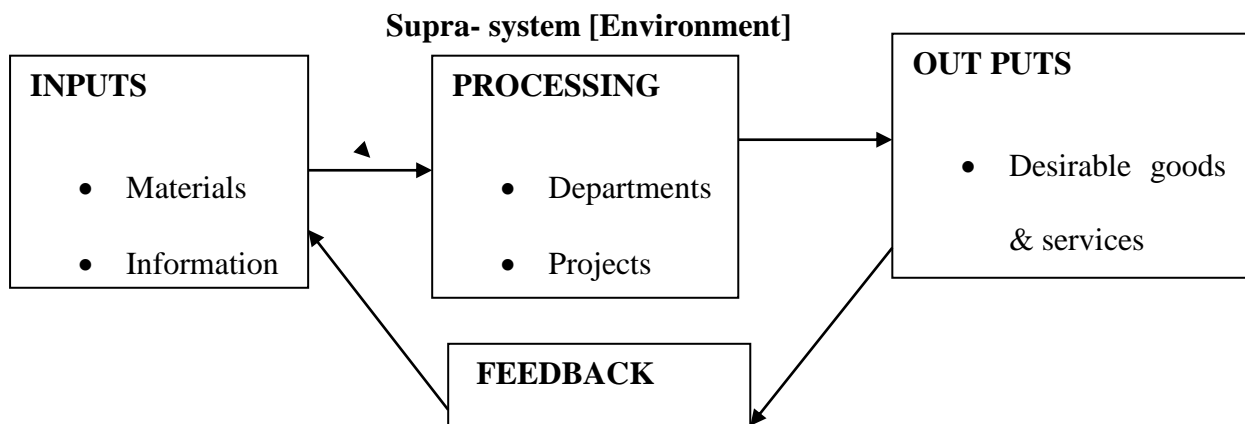 Supra- system [Environment]
INPUTS
• Materials
• Information
PROCESSING
• Departments
• Projects
OUT PUTS
• Desirable goods
& services
FEEDBACK